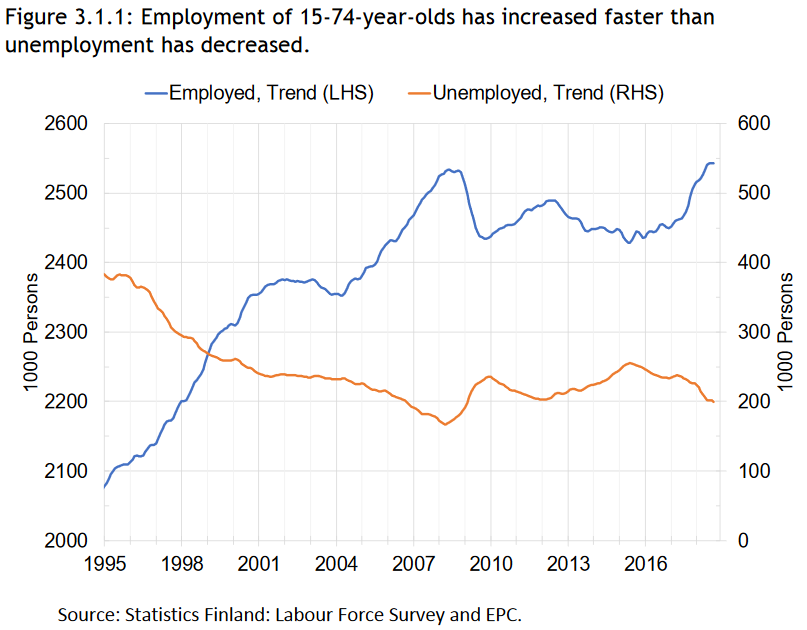 Figure 3.1.1: Employment of 15-74-year-olds has increased faster than
unemployment has decreased.
Employed, Trend (LHS) Unemployed, Trend (RHS)
2600 600
2500 500
2400 400
2300 300
2200 200
2100 100
2000 0
1000 Persons
1000 Persons
1995 1998 2001 2004 2007 2010 2013 2016
Source: Statistics Finland: Labour Force Survey and EPC.